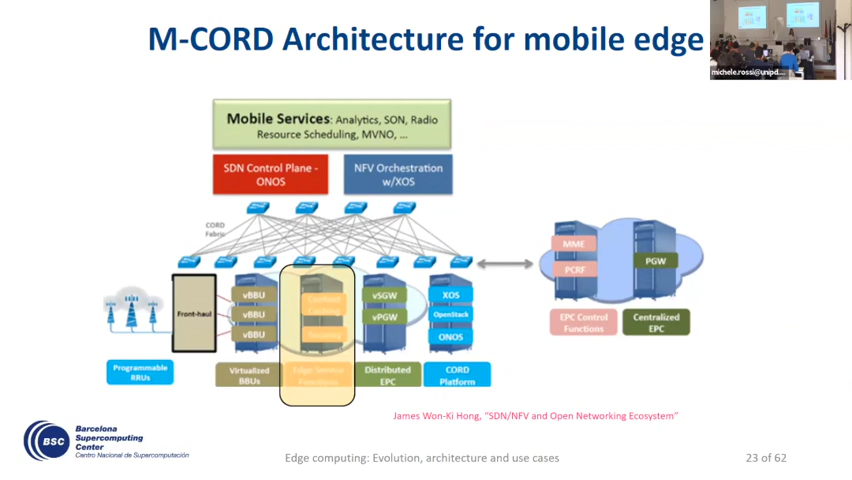 M-CORD Architecture for mobile edge
michele.rossi@unipd....
Mobile Services: Analytics, SON, Radio
Resource Scheduling, MVNO, ...
SDN Control Plane -
ONOS
NFV Orchestration
w/XOS
CORD
Fabric
Front-haul
vBBU
vBBU
vBBU
vSGW
vPGW
XOS
OpenStack
ONOS
MME
PCRF
PGW
EPC Control
Functions
Centralized
EPC
Programmable
RRUs
Virtualized
BBUs
Edge Service
Functions
Distributed
EPC
CORD
Platform
James Won-Ki Hong, "SDN/NFV and Open Networking Ecosystem"
BSC
Barcelona
Supercomputing
Center
Centro Nacional de Supercomputación
Edge computing: Evolution, architecture and use cases
23 of 62